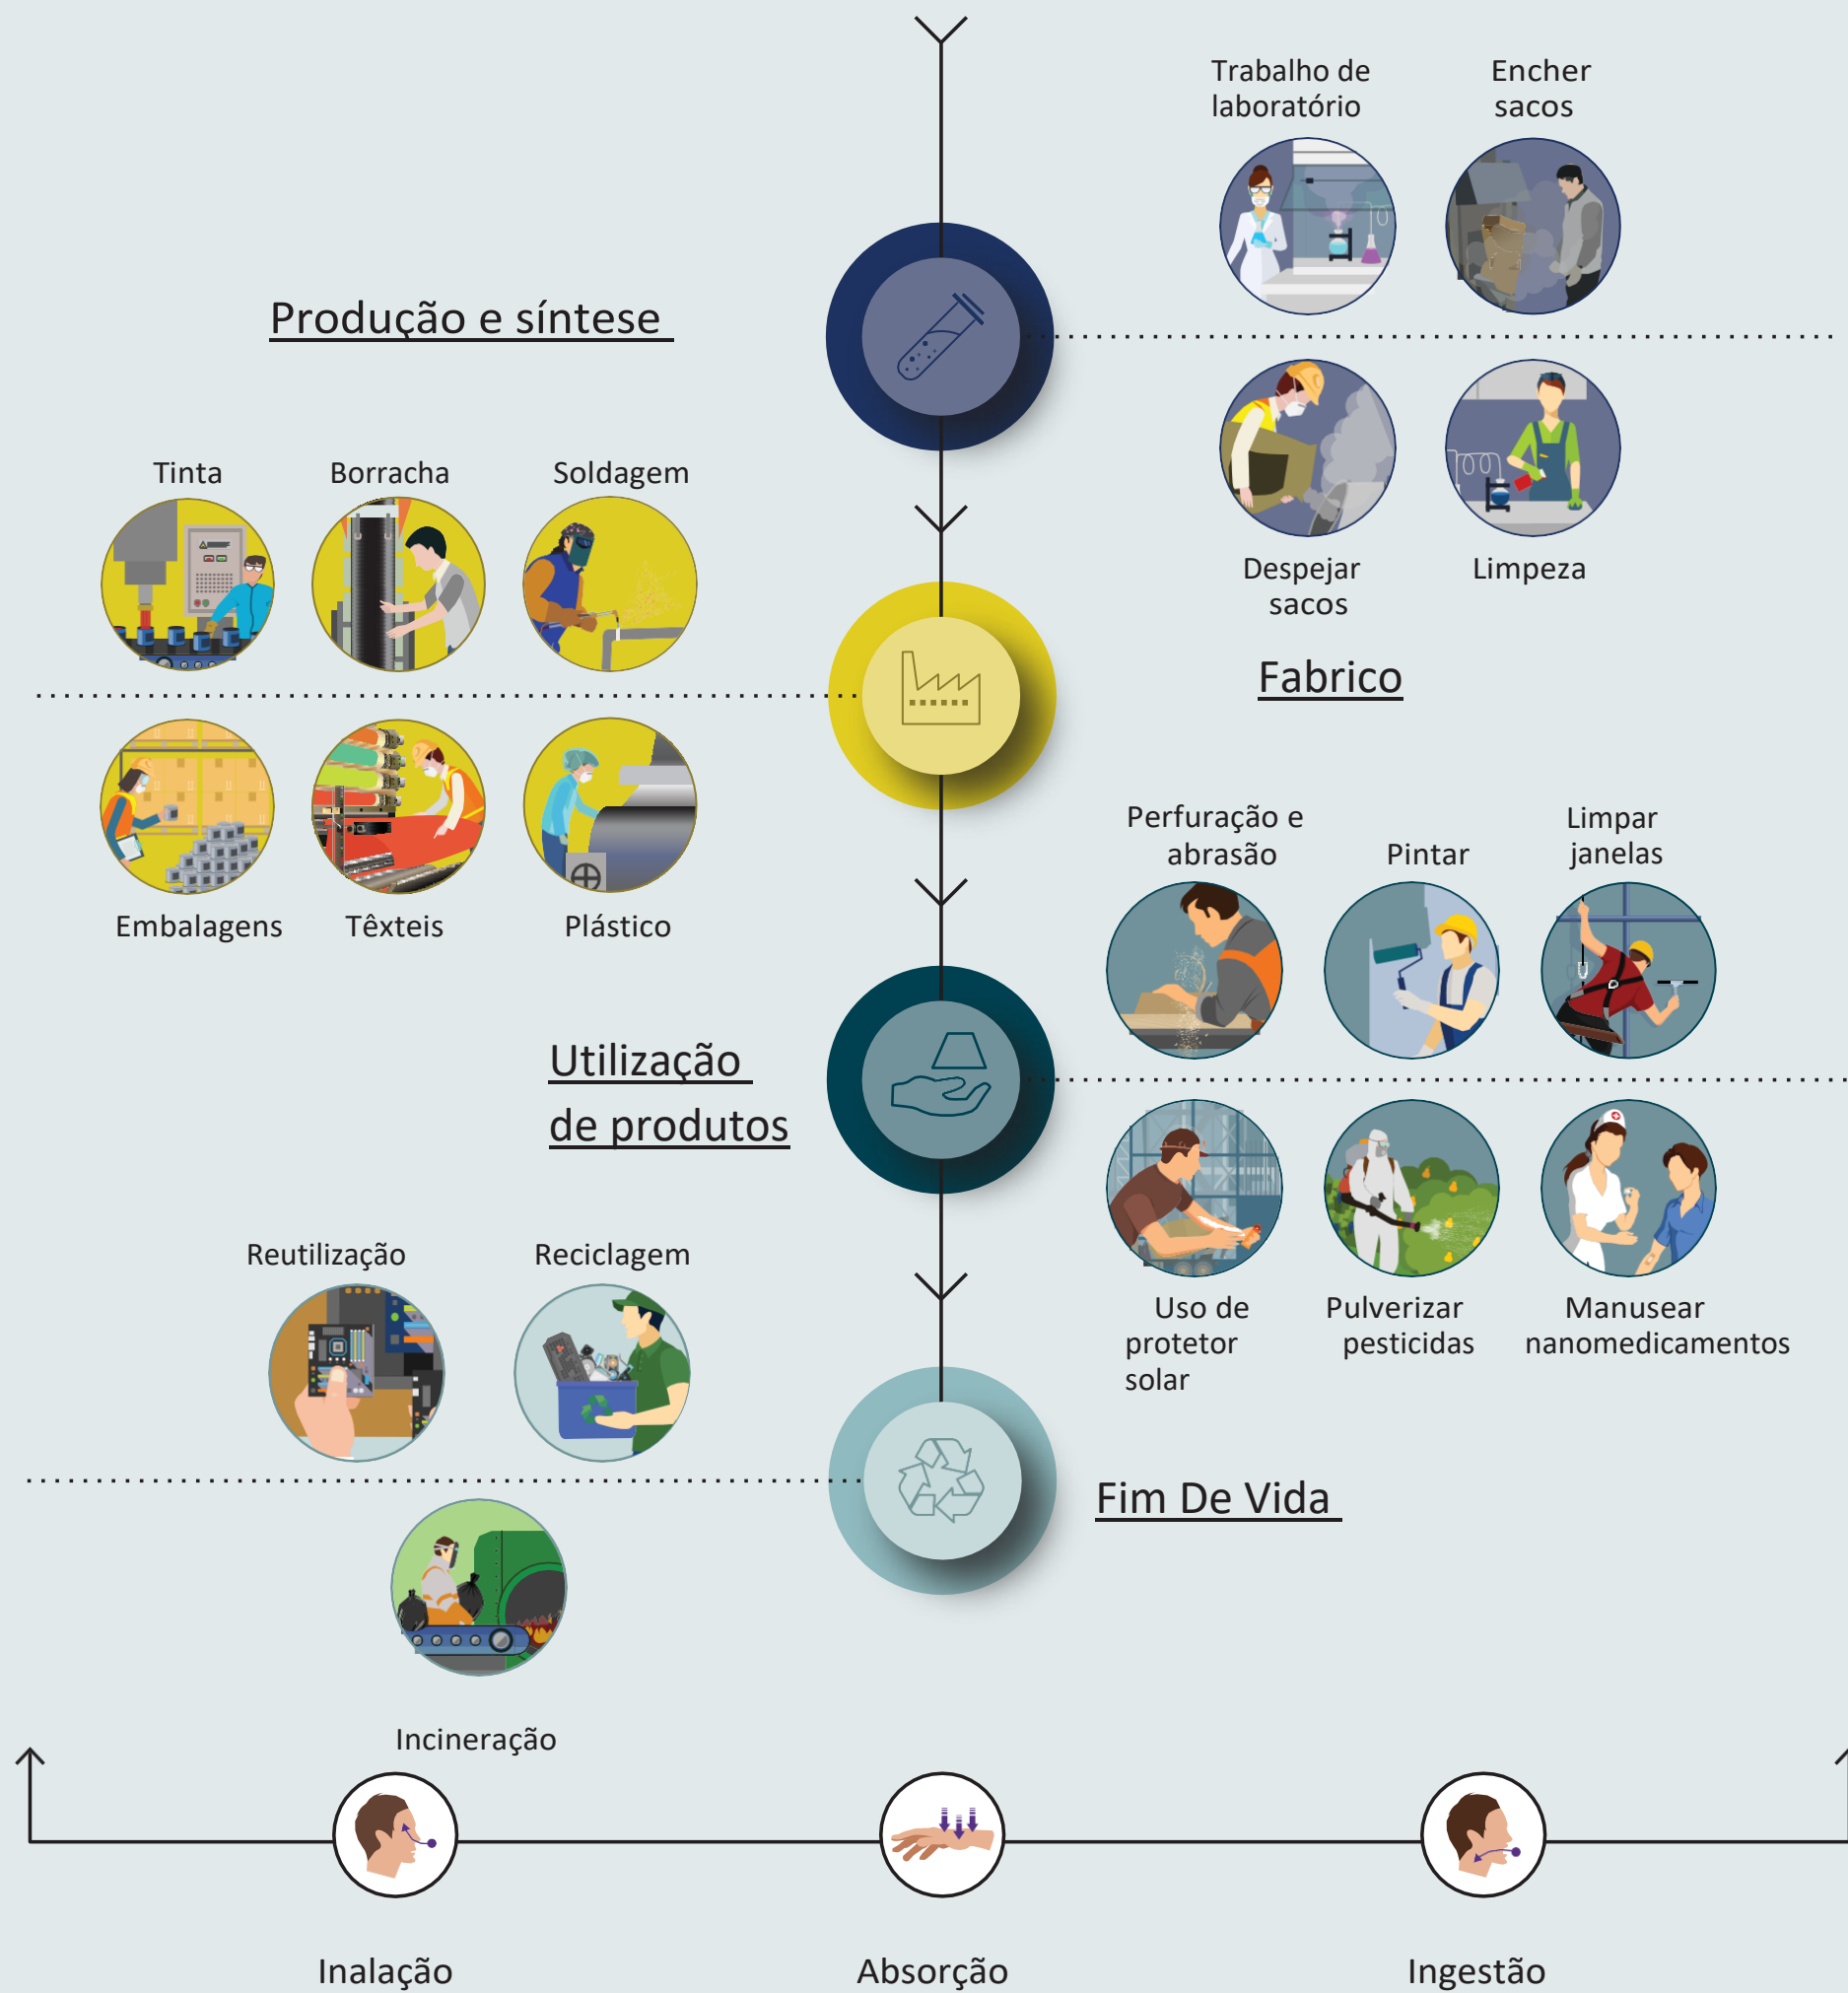 Trabalho de
laboratório
Encher
sacos
Produção e síntese
Despejar
sacos
Limpeza
Tinta
Borracha
Soldagem
Fabrico
Embalagens
Têxteis
Plástico
Perfuração e
abrasão
Pintar
Limpar
janelas
Utilização
de produtos
Uso de
protetor
solar
Pulverizar
pesticidas
Manusear
nanomedicamentos
Reutilização
Reciclagem
Fim De Vida
Incineração
Inalação
Absorção
Ingestão